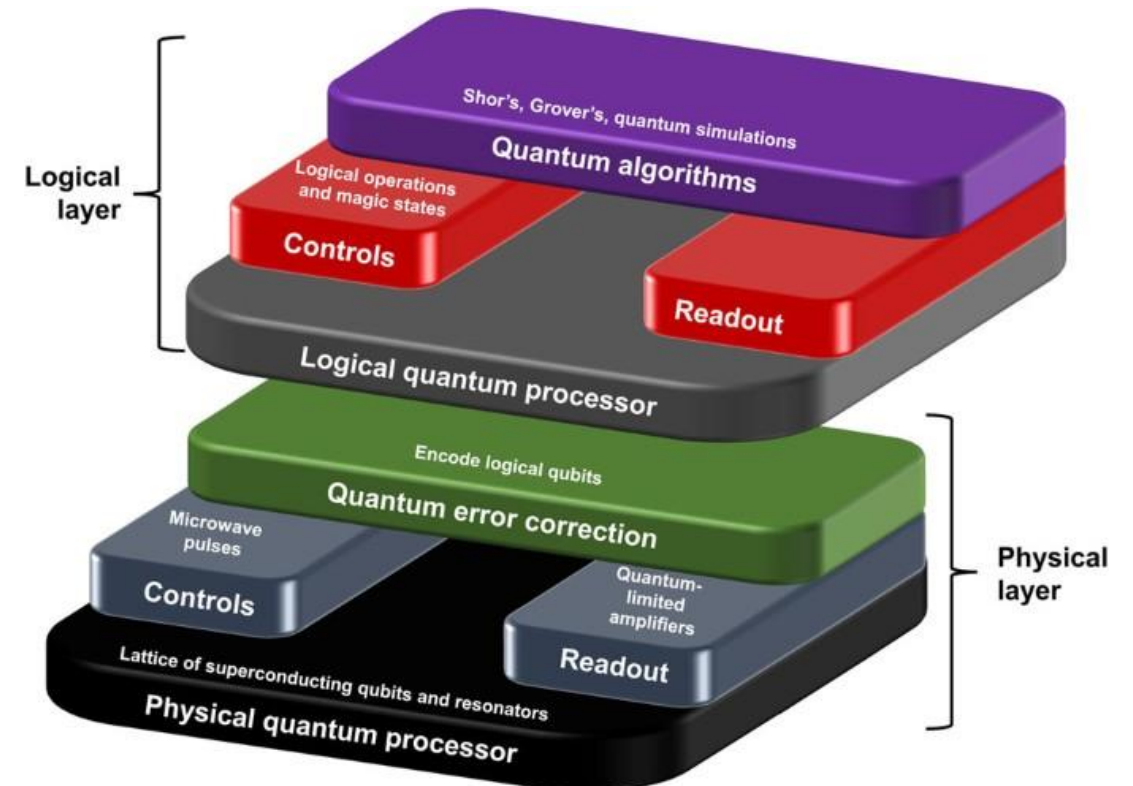 Shor's, Grover's, quantum simulations
Quantum algorithms
Logical
layer
Logical operations
and magic states
Controls
Readout
Logical quantum processor
Encode logical qubits
Quantum error correction
Microwave
pulses
Controls
Quantum-
limited
amplifiers
Readout
Physical
layer
Lattice of superconducting qubits and resonators
Physical quantum processor